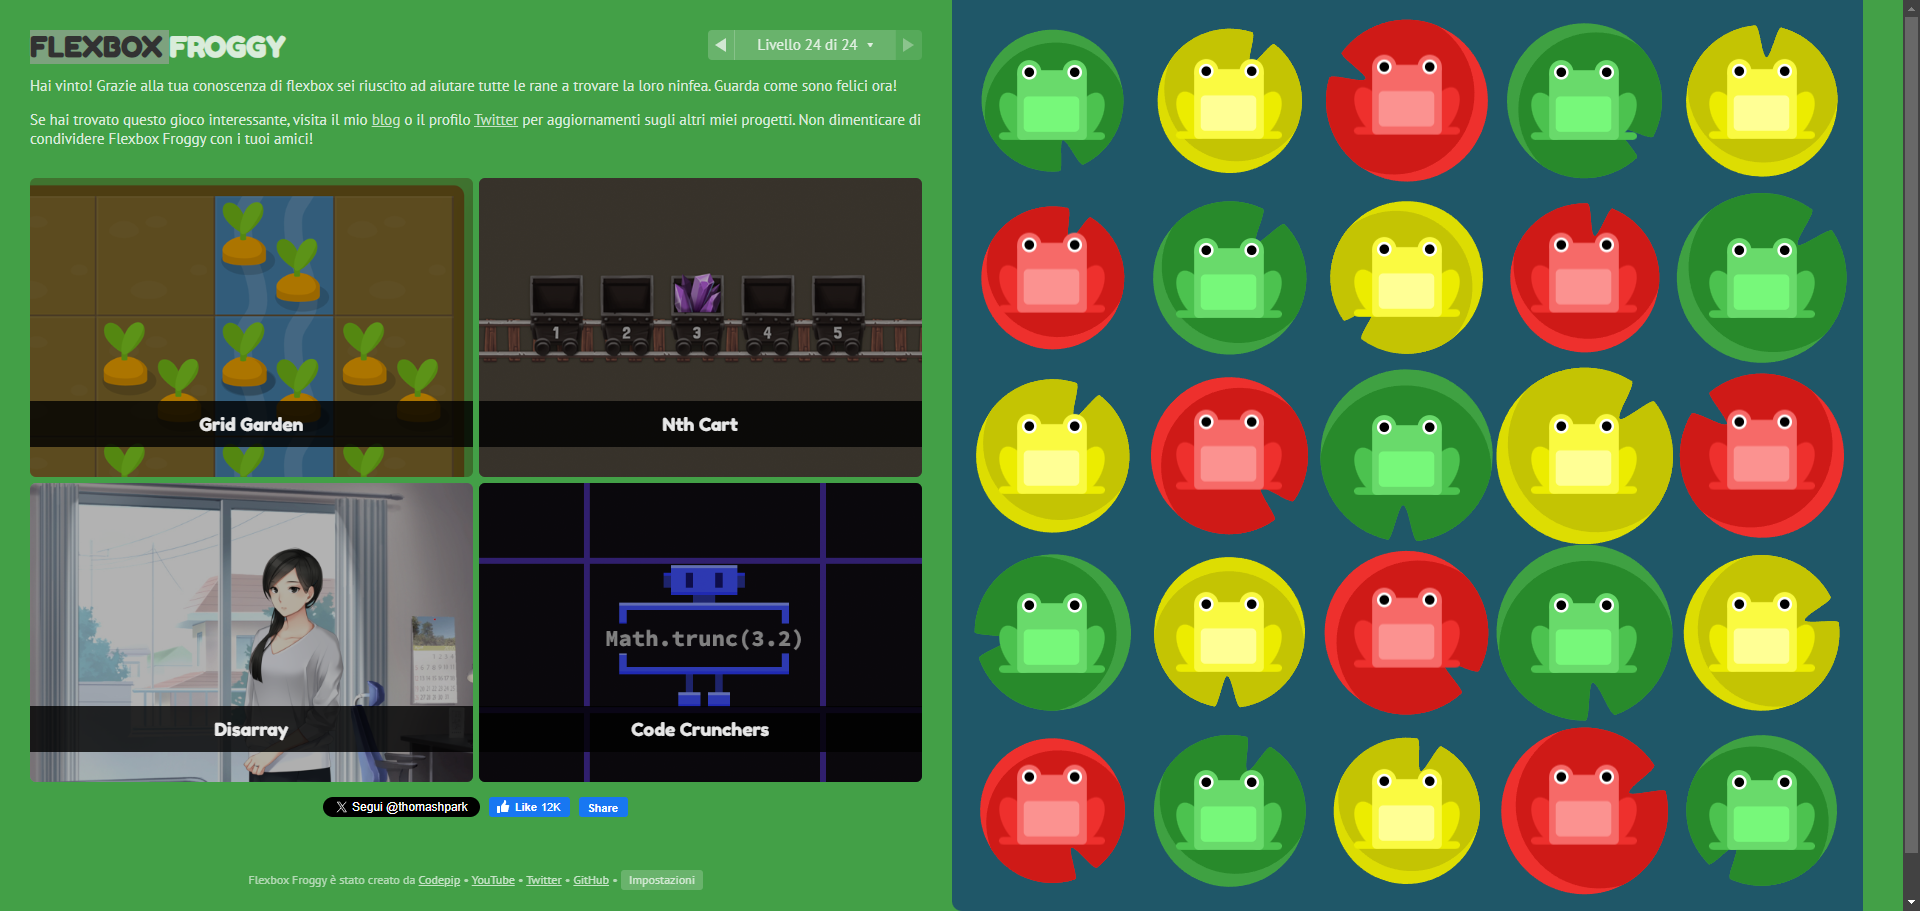 FLEXBOX FROGGY
Livello 24 di 24
Hai vinto! Grazie alla tua conoscenza di flexbox sei riuscito ad aiutare tutte le rane a trovare la loro ninfea. Guarda come sono felici ora!
Se hai trovato questo gioco interessante, visita il mio blog o il profilo Twitter per aggiornamenti sugli altri miei progetti. Non dimenticare di
condividere Flexbox Froggy con i tuoi amici!
1 2 3 4 5
Grid Garden
Nth Cart
Math.trunc(3.2)
Disarray
Code Crunchers
Segui @thomashpark
Like 12K
Share
Flexbox Froggy è stato creato da Codepip • YouTube • Twitter • GitHub • Impostazioni